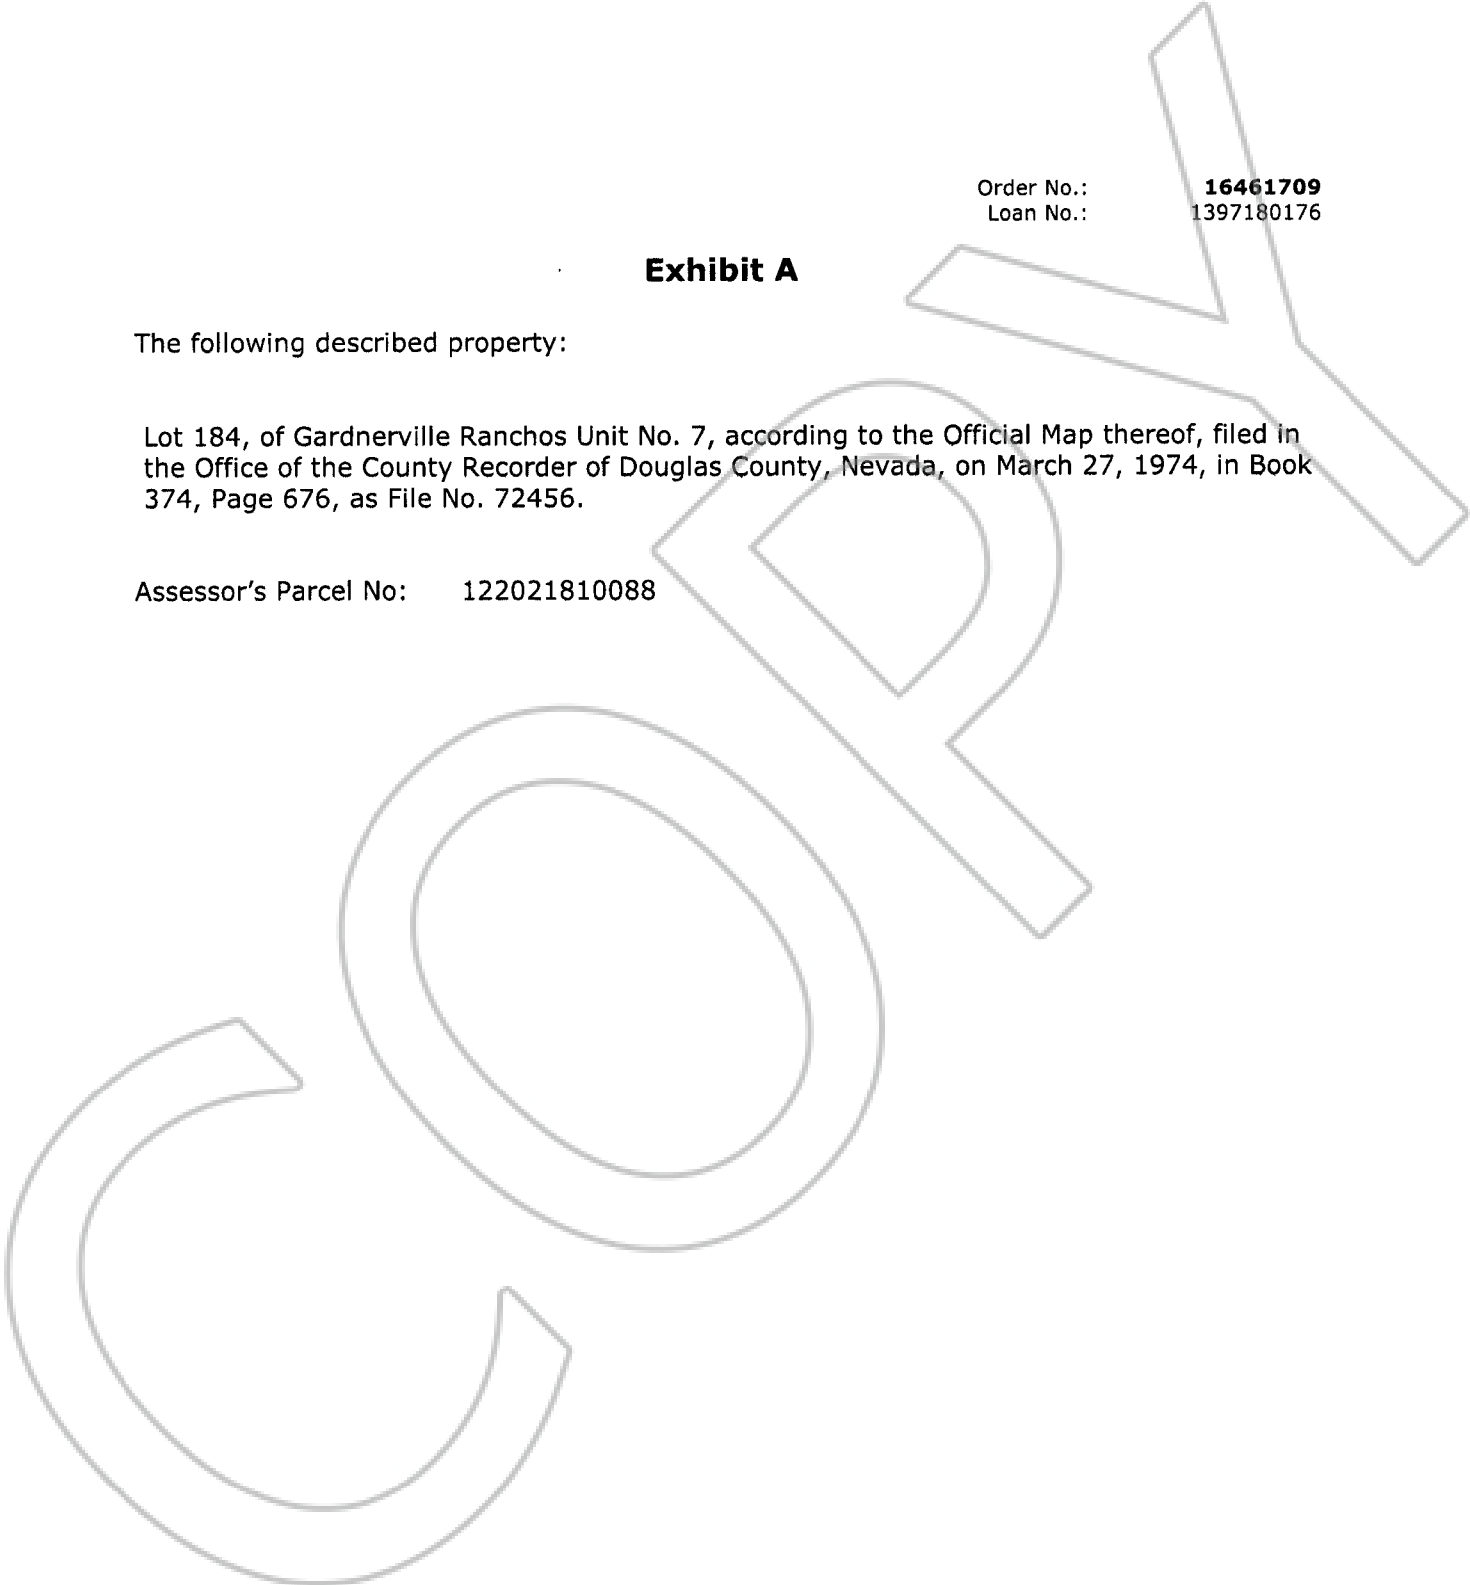 Order No.: 16461709
Loan No.: 1397180176
Exhibit A
The following described property:
Lot 184, of Gardnerville Ranchos Unit No. 7, according to the Official Map thereof, filed in
the Office of the County Recorder of Douglas County, Nevada, on March 27, 1974, in Book
374, Page 676, as File No. 72456.
Assessor's Parcel No: 122021810088
COPY